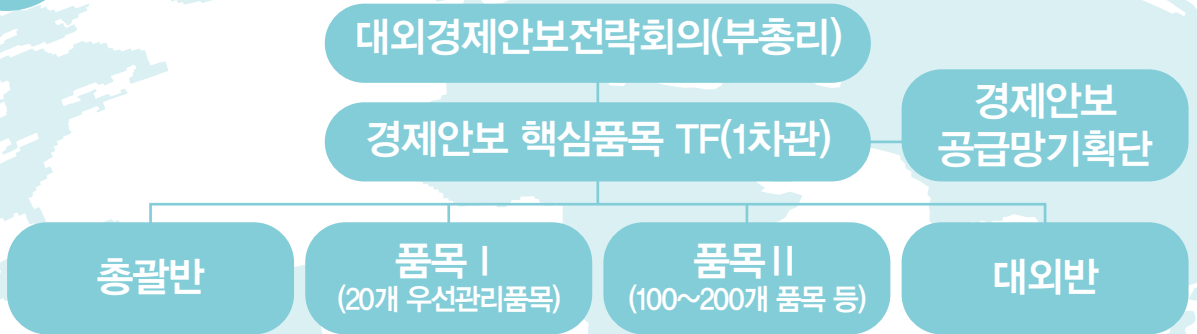 대외경제안보전략회의(부총리)
경제안보 핵심품목 TF(1차관)
경제안보
공급망기획단
총괄반
품목Ⅰ
(20개 우선관리품목)
품목Ⅱ
(100~200개 품목 등)
대외반